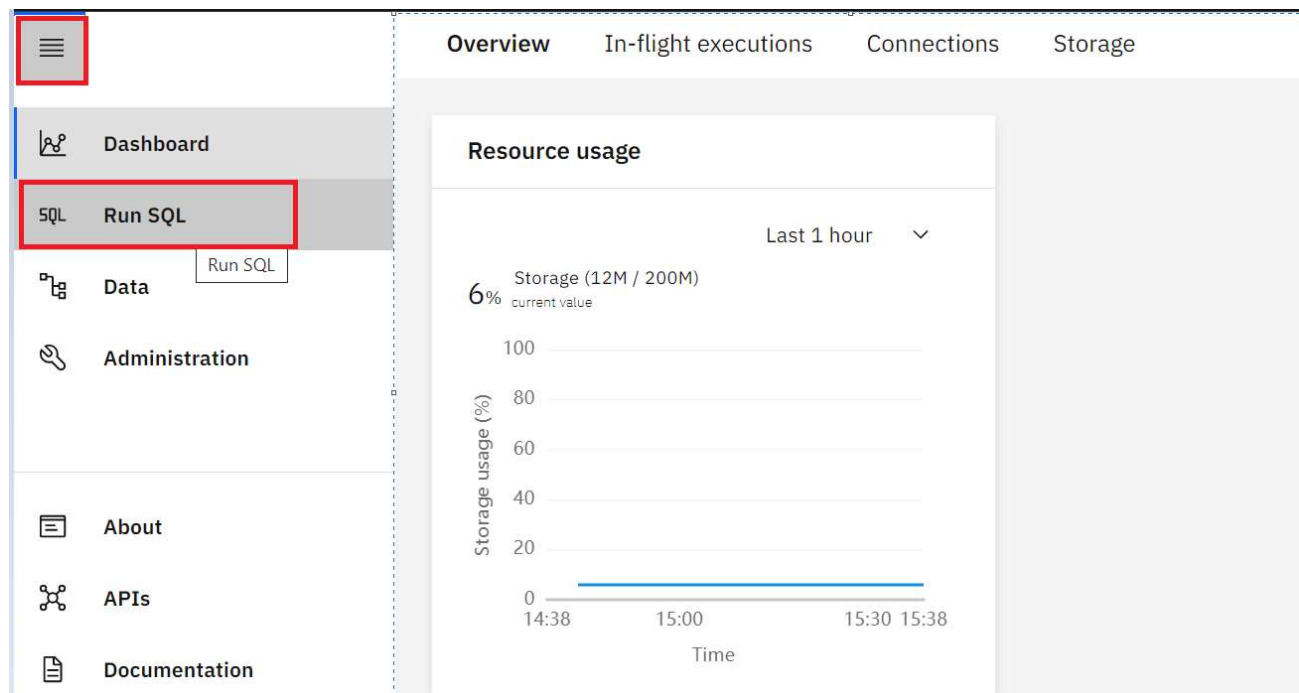 Overview In-flight executions Connections Storage
Dashboard
SQL Run SQL
Run SQL
Data
Administration
About
APIs
Documentation
Resource usage
Last 1 hour
6% Storage (12M / 200M)
current value
100
80
60
40
20
0
Storage usage (%)
14:38 15:00 15:30 15:38
Time